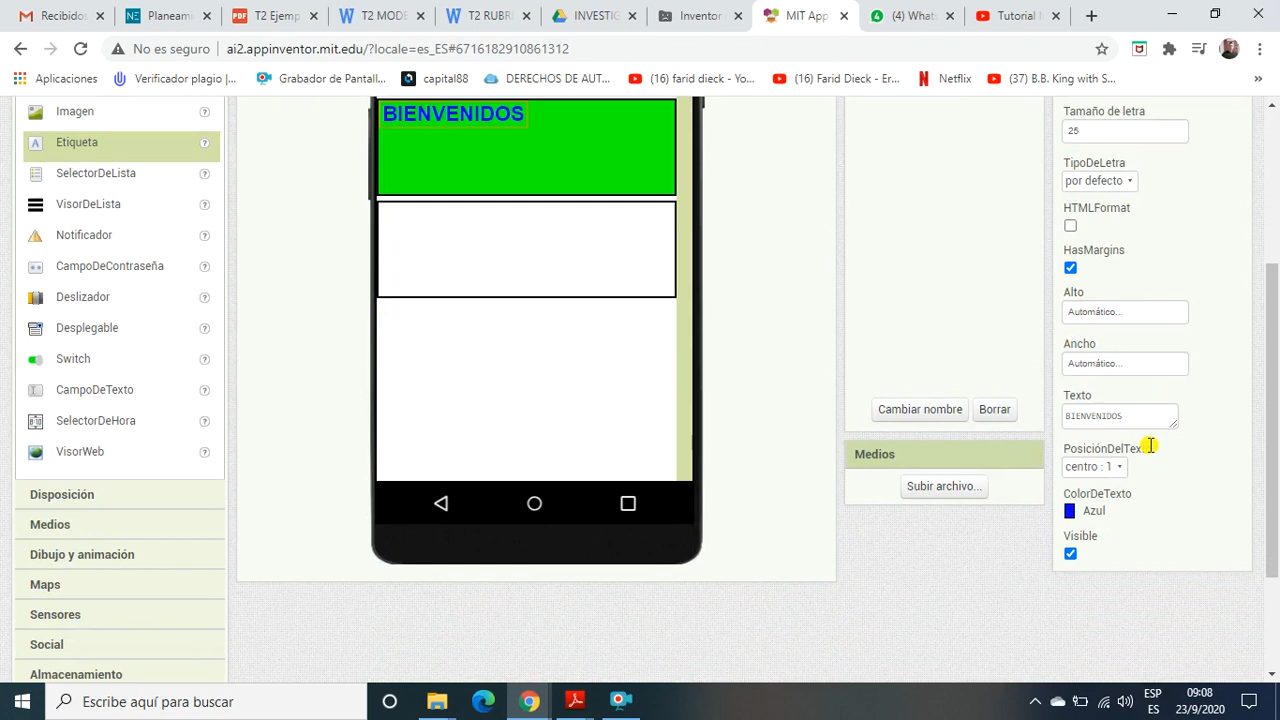 Recibidos
Planeami
T2 Ejerp
T2 MODE
T2 RUBRI
INVESTIG
Inventor
MIT App
(4) Whats
Tutorial I
No es seguro
ai2.appinventor.mit.edu/?locale=es_ES#6716182910861312
Aplicaciones
Verificador plagio |...
Grabador de Pantall...
capital88
DERECHOS DE AUT...
(16) farid dieck - Yo...
(16) Farid Dieck - Er...
Netflix
(37) B.B. King with S...
»
Imagen
Etiqueta
SelectorDeLista
VisorDeLista
Notificador
CampoDeContraseña
Deslizador
Desplegable
Switch
CampoDeTexto
SelectorDeHora
VisorWeb
Disposición
Medios
Dibujo y animación
Maps
Sensores
Social
Almacenamiento
BIENVENIDOS
Cambiar nombre
Borrar
Medios
Subir archivo...
Tamaño de letra
25
TipoDeLetra
por defecto
HTMLFormat
HasMargins
Alto
Automático...
Ancho
Automático...
Texto
BIENVENIDOS
PosiciónDelTex
centro : 1
ColorDeTexto
Azul
Visible
Escribe aquí para buscar
ESP
ES
09:08
23/9/2020